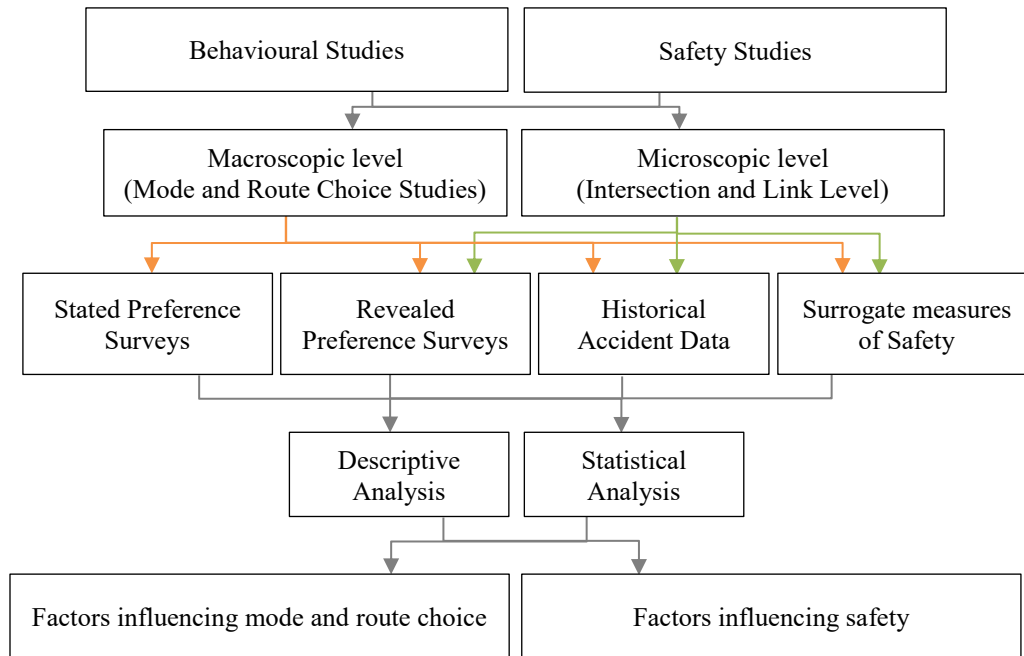 Behavioural Studies
Safety Studies
Macroscopic level
(Mode and Route Choice Studies)
Microscopic level
(Intersection and Link Level)
Stated Preference
Surveys
Revealed
Preference Surveys
Historical
Accident Data
Surrogate measures
of Safety
Descriptive
Analysis
Statistical
Analysis
Factors influencing mode and route choice
Factors influencing safety